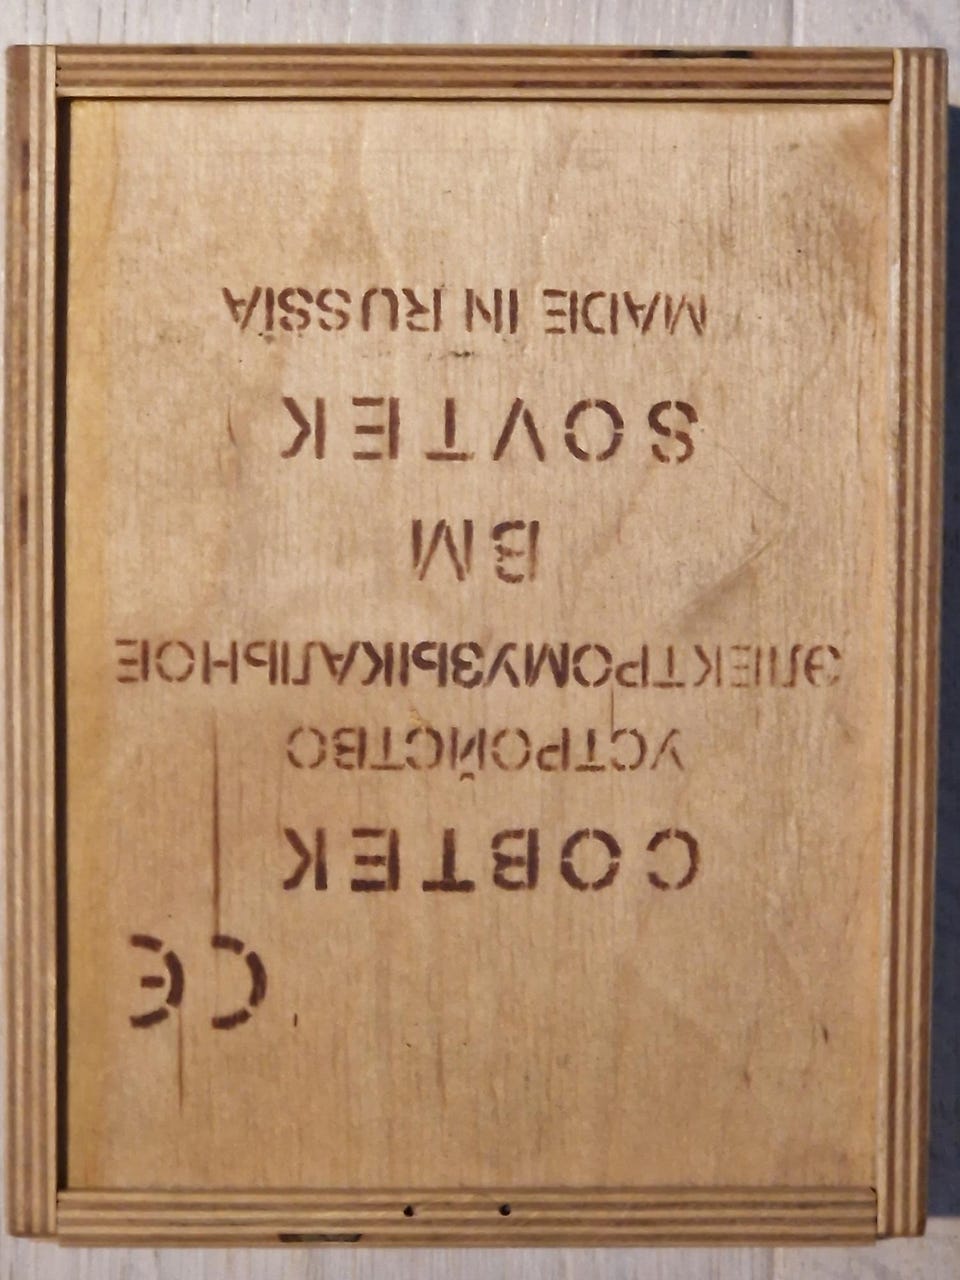 CE
СОВТЕК
УСТРОЙСТВО
ЭЛЕКТРОМУЗЫКАЛЬНОЕ
BM
SOVTEK
MADE IN RUSSIA